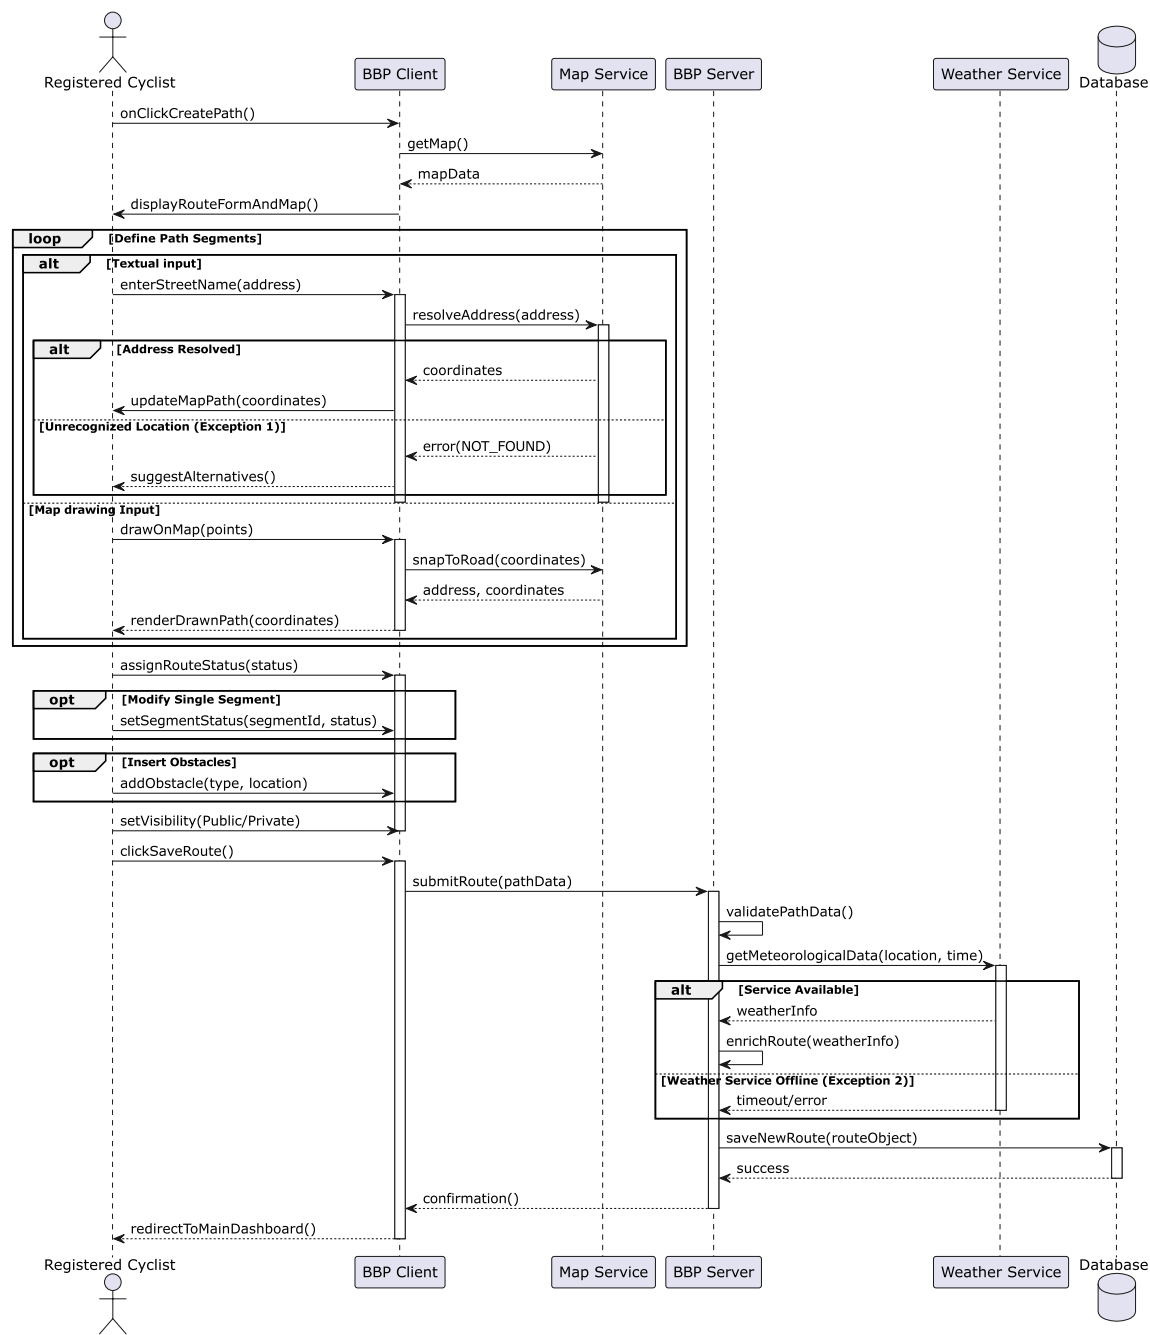 Registered Cyclist
BBP Client
Map Service
BBP Server
Weather Service
Database
onClickCreatePath()
getMap()
mapData
displayRouteFormAndMap()
loop [Define Path Segments]
alt [Textual input]
enterStreetName(address)
resolveAddress(address)
alt [Address Resolved]
coordinates
updateMapPath(coordinates)
[Unrecognized Location (Exception 1)]
error(NOT_FOUND)
suggestAlternatives()
[Map drawing Input]
drawOnMap(points)
snapToRoad(coordinates)
address, coordinates
renderDrawnPath(coordinates)
assignRouteStatus(status)
opt [Modify Single Segment]
setSegmentStatus(segmentId, status)
opt [Insert Obstacles]
addObstacle(type, location)
setVisibility(Public/Private)
clickSaveRoute()
submitRoute(pathData)
validatePathData()
getMeteorologicalData(location, time)
alt [Service Available]
weatherInfo
enrichRoute(weatherInfo)
[Weather Service Offline (Exception 2)]
timeout/error
saveNewRoute(routeObject)
success
confirmation()
redirectToMainDashboard()
Registered Cyclist
BBP Client
Map Service
BBP Server
Weather Service
Database